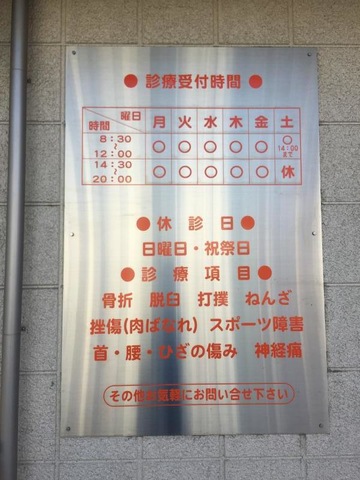 ● 診療受付時間 ●
曜日 時間 月 火 水 木 金 土
8:30 〜 12:00 ○ ○ ○ ○ ○ ○ 14:00まで
14:30 〜 20:00 ○ ○ ○ ○ ○ 休
● 休診日 ●
日曜日・祝祭日
● 診療項目 ●
骨折 脱臼 打撲 ねんざ
挫傷(肉ばなれ) スポーツ障害
首・腰・ひざの傷み 神経痛
その他お気軽にお問い合せ下さい